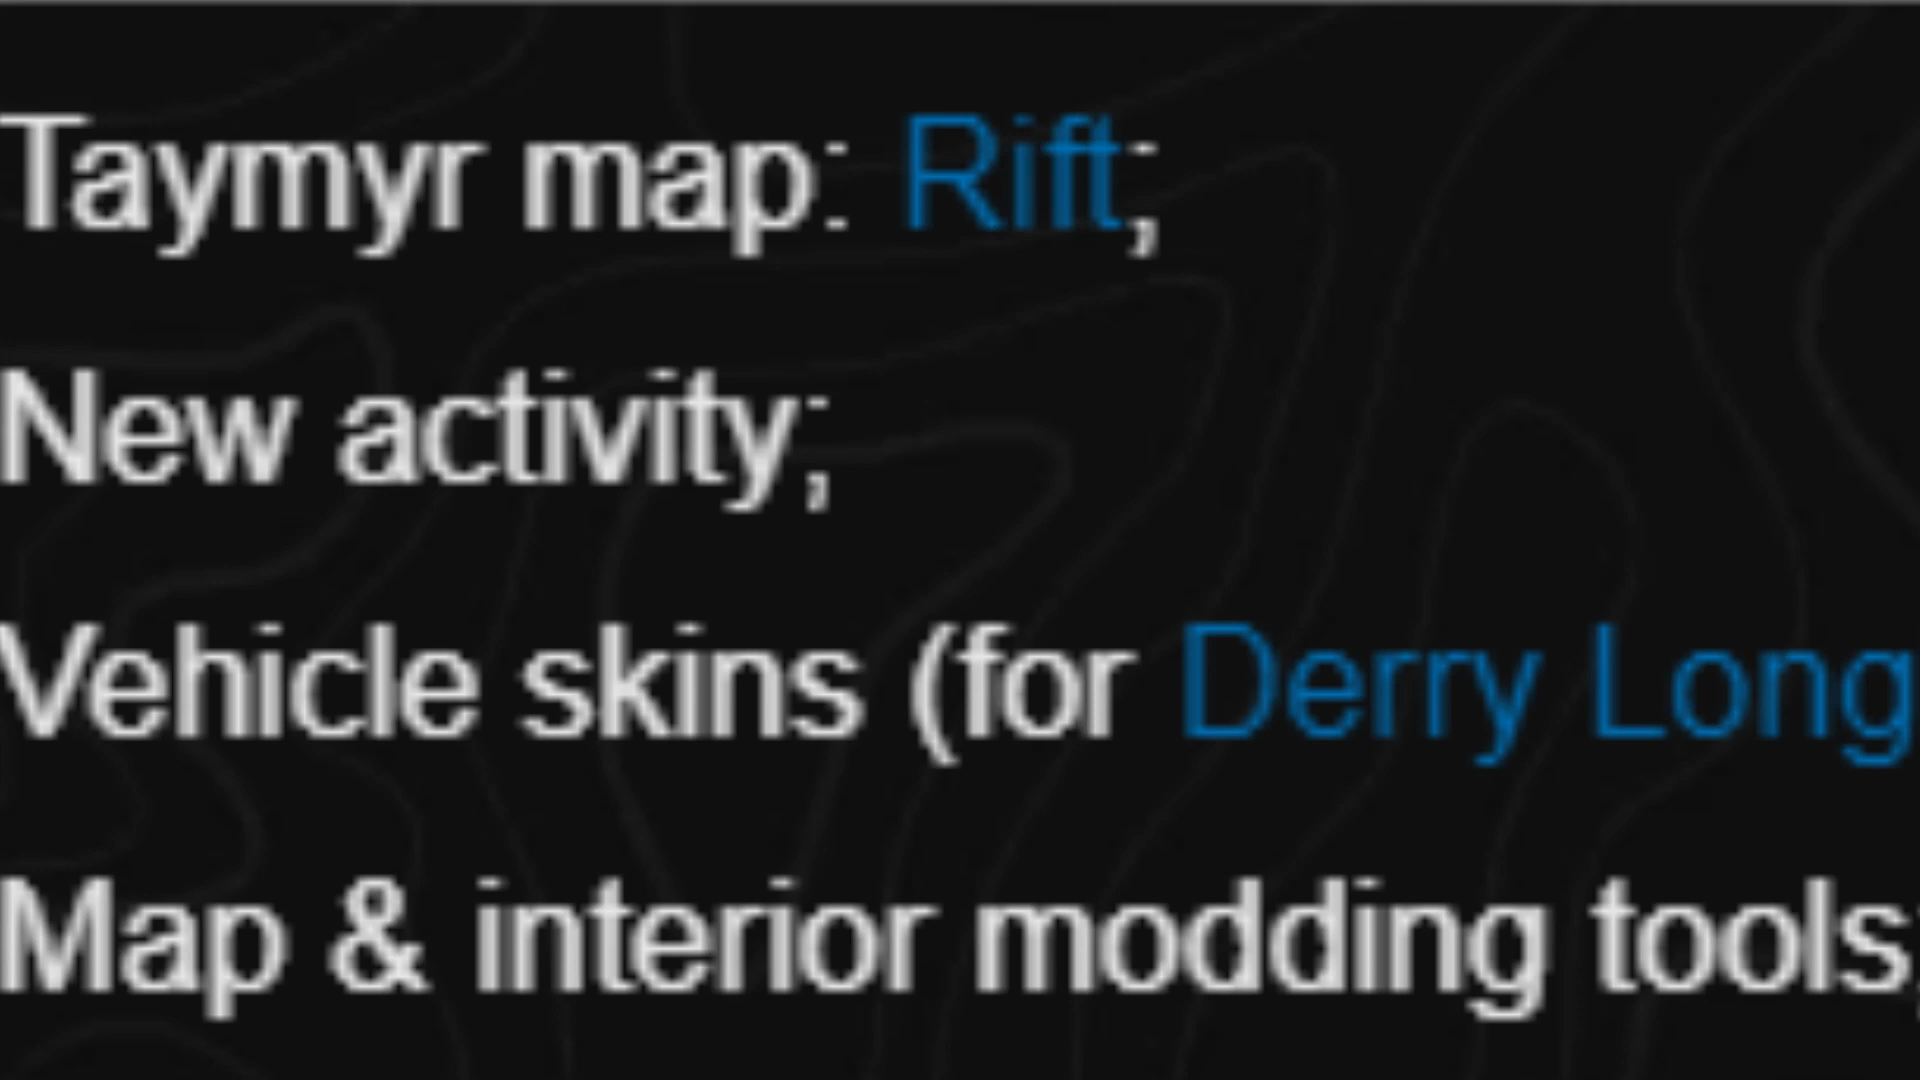 Taymyr map: Rift;
New activity;
Vehicle skins (for Derry Long
Map & interior modding tools;